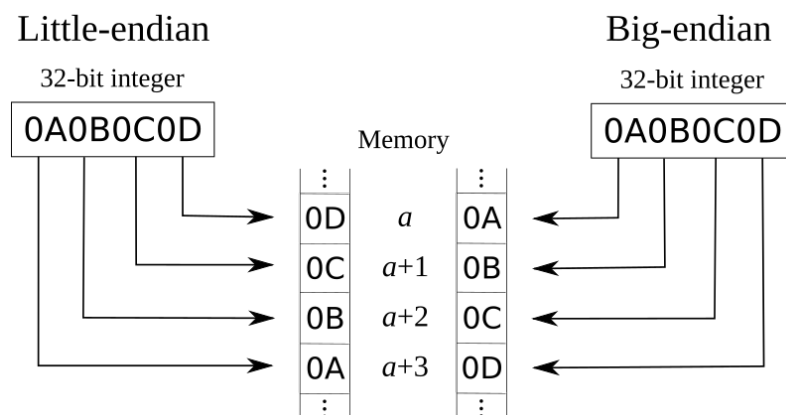 Little-endian
Big-endian
32-bit integer
32-bit integer
0A0B0C0D
0A0B0C0D
Memory
⋮ ⋮
0D a 0A
0C a+1 0B
0B a+2 0C
0A a+3 0D
⋮ ⋮